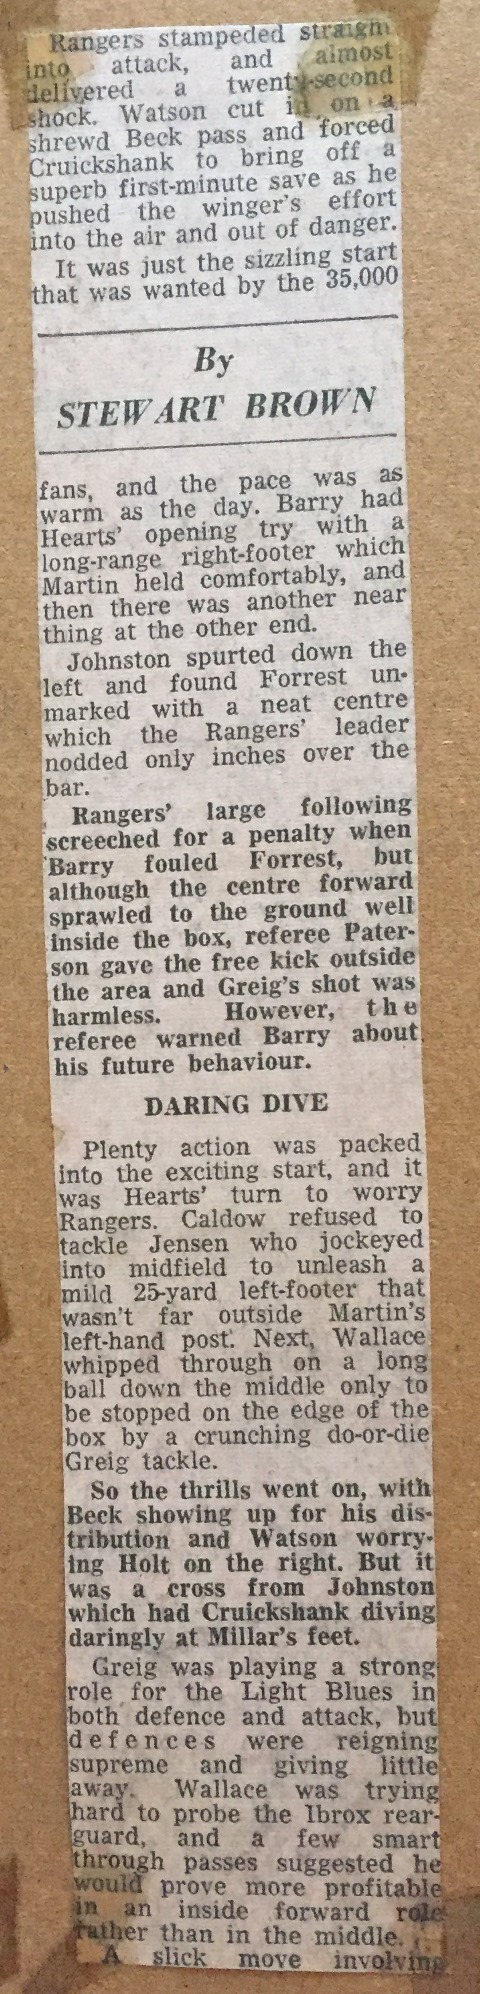 Rangers stampeded straight
into attack, and almost
delivered a twenty-second
shock. Watson cut in on a
shrewd Beck pass and forced
Cruickshank to bring off a
superb first-minute save as he
pushed the winger's effort
into the air and out of danger.
It was just the sizzling start
that was wanted by the 35,000
By
STEWART BROWN
fans, and the pace was as
warm as the day. Barry had
Hearts' opening try with a
long-range right-footer which
Martin held comfortably, and
then there was another near
thing at the other end.
Johnston spurted down the
left and found Forrest un-
marked with a neat centre
which the Rangers' leader
nodded only inches over the
bar.
Rangers' large following
screeched for a penalty when
Barry fouled Forrest, but
although the centre forward
sprawled to the ground well
inside the box, referee Pater-
son gave the free kick outside
the area and Greig's shot was
harmless. However, the
referee warned Barry about
his future behaviour.
DARING DIVE
Plenty action was packed
into the exciting start, and it
was Hearts' turn to worry
Rangers. Caldow refused to
tackle Jensen who jockeyed
into midfield to unleash a
mild 25-yard left-footer that
wasn't far outside Martin's
left-hand post. Next, Wallace
whipped through on a long
ball down the middle only to
be stopped on the edge of the
box by a crunching do-or-die
Greig tackle.
So the thrills went on, with
Beck showing up for his dis-
tribution and Watson worry-
ing Holt on the right. But it
was a cross from Johnston
which had Cruickshank diving
daringly at Millar's feet.
Greig was playing a strong
role for the Light Blues in
both defence and attack, but
defences were reigning
supreme and giving little
away. Wallace was trying
hard to probe the Ibrox rear-
guard, and a few smart
through passes suggested he
would prove more profitable
in an inside forward role
rather than in the middle.
A slick move involving